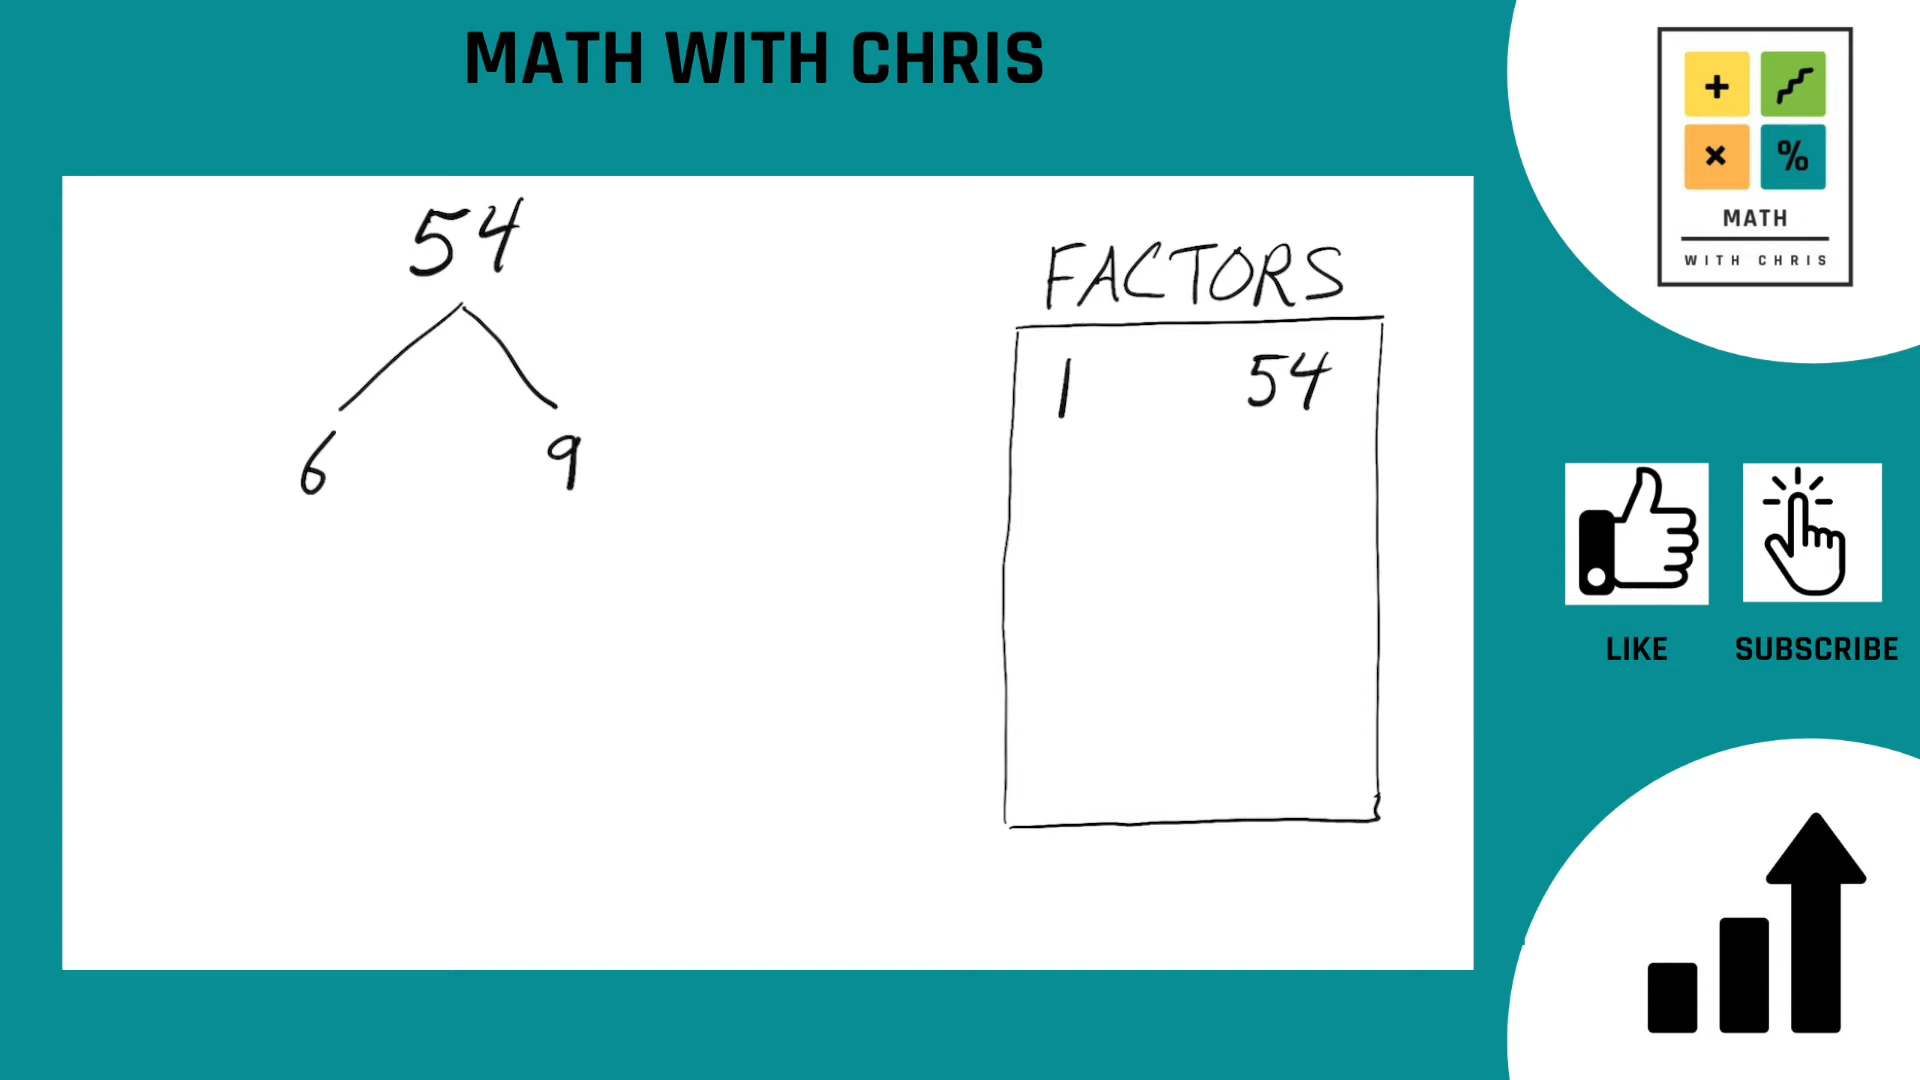 MATH WITH CHRIS
+
×
%
MATH
WITH CHRIS
54
6 9
FACTORS
1 54
LIKE SUBSCRIBE